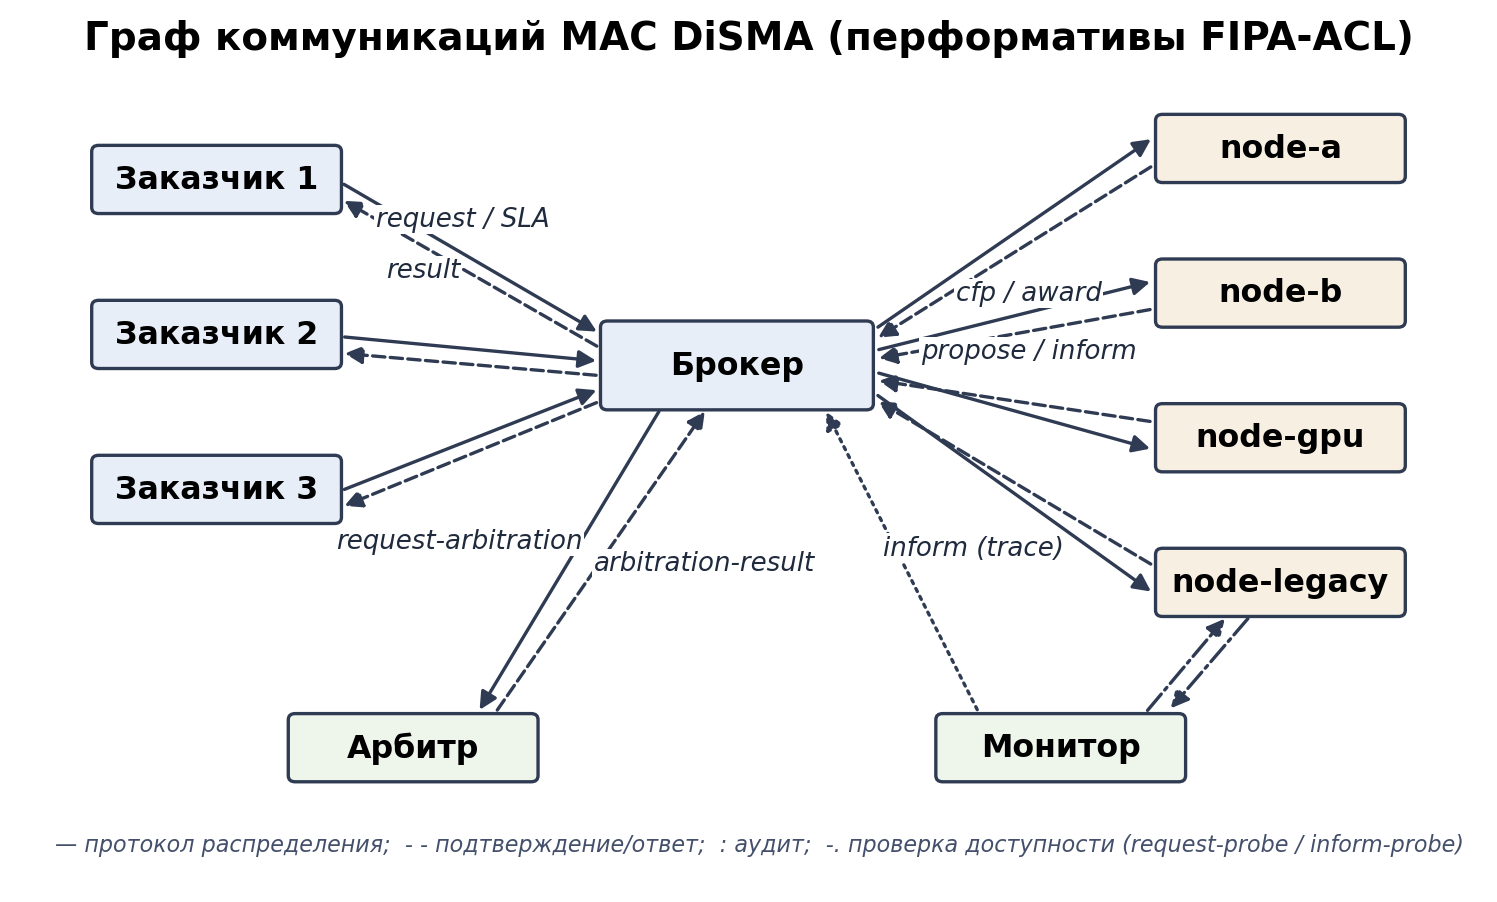 Граф коммуникаций МАС DiSMA (перформативы FIPA-ACL)
Заказчик 1
node-a
request / SLA
result
cfp / award
node-b
Заказчик 2
Брокер
propose / inform
node-gpu
Заказчик 3
request-arbitration
arbitration-result
inform (trace)
node-legacy
Арбитр
Монитор
— протокол распределения;  - - подтверждение/ответ;  : аудит;  -. проверка доступности (request-probe / inform-probe)